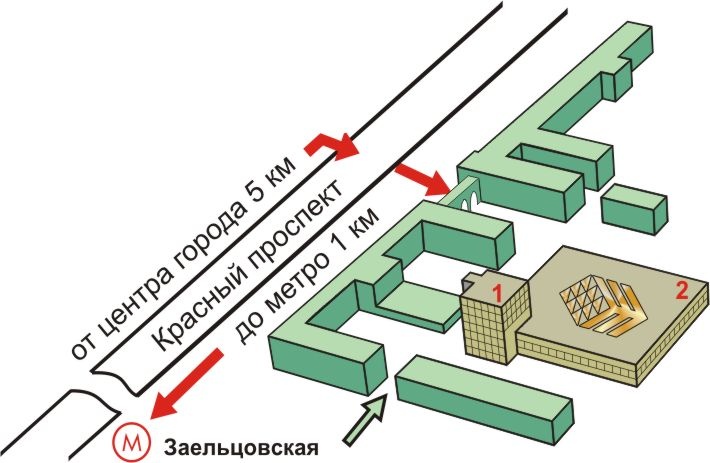 от центра города 5 км
Красный проспект
до метро 1 км
1
2
М Заельцовская